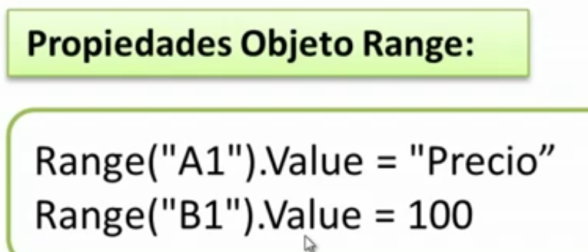 Propiedades Objeto Range:
Range("A1").Value = "Precio”
Range("B1").Value = 100